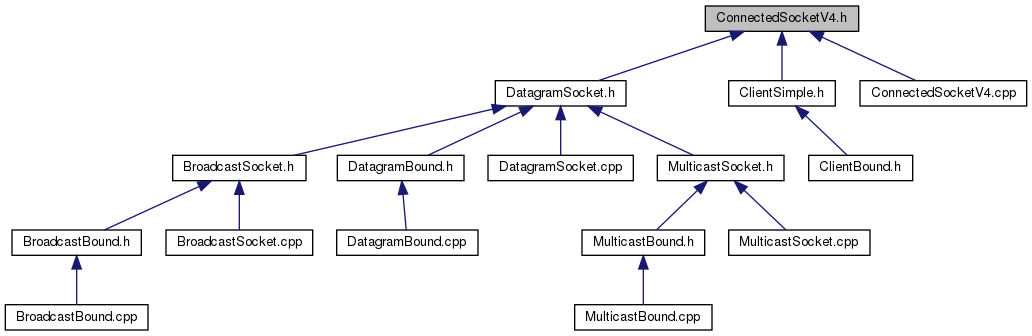 ConnectedSocketV4.h
DatagramSocket.h
ClientSimple.h
ConnectedSocketV4.cpp
BroadcastSocket.h
DatagramBound.h
DatagramSocket.cpp
MulticastSocket.h
ClientBound.h
BroadcastBound.h
BroadcastSocket.cpp
DatagramBound.cpp
MulticastBound.h
MulticastSocket.cpp
BroadcastBound.cpp
MulticastBound.cpp